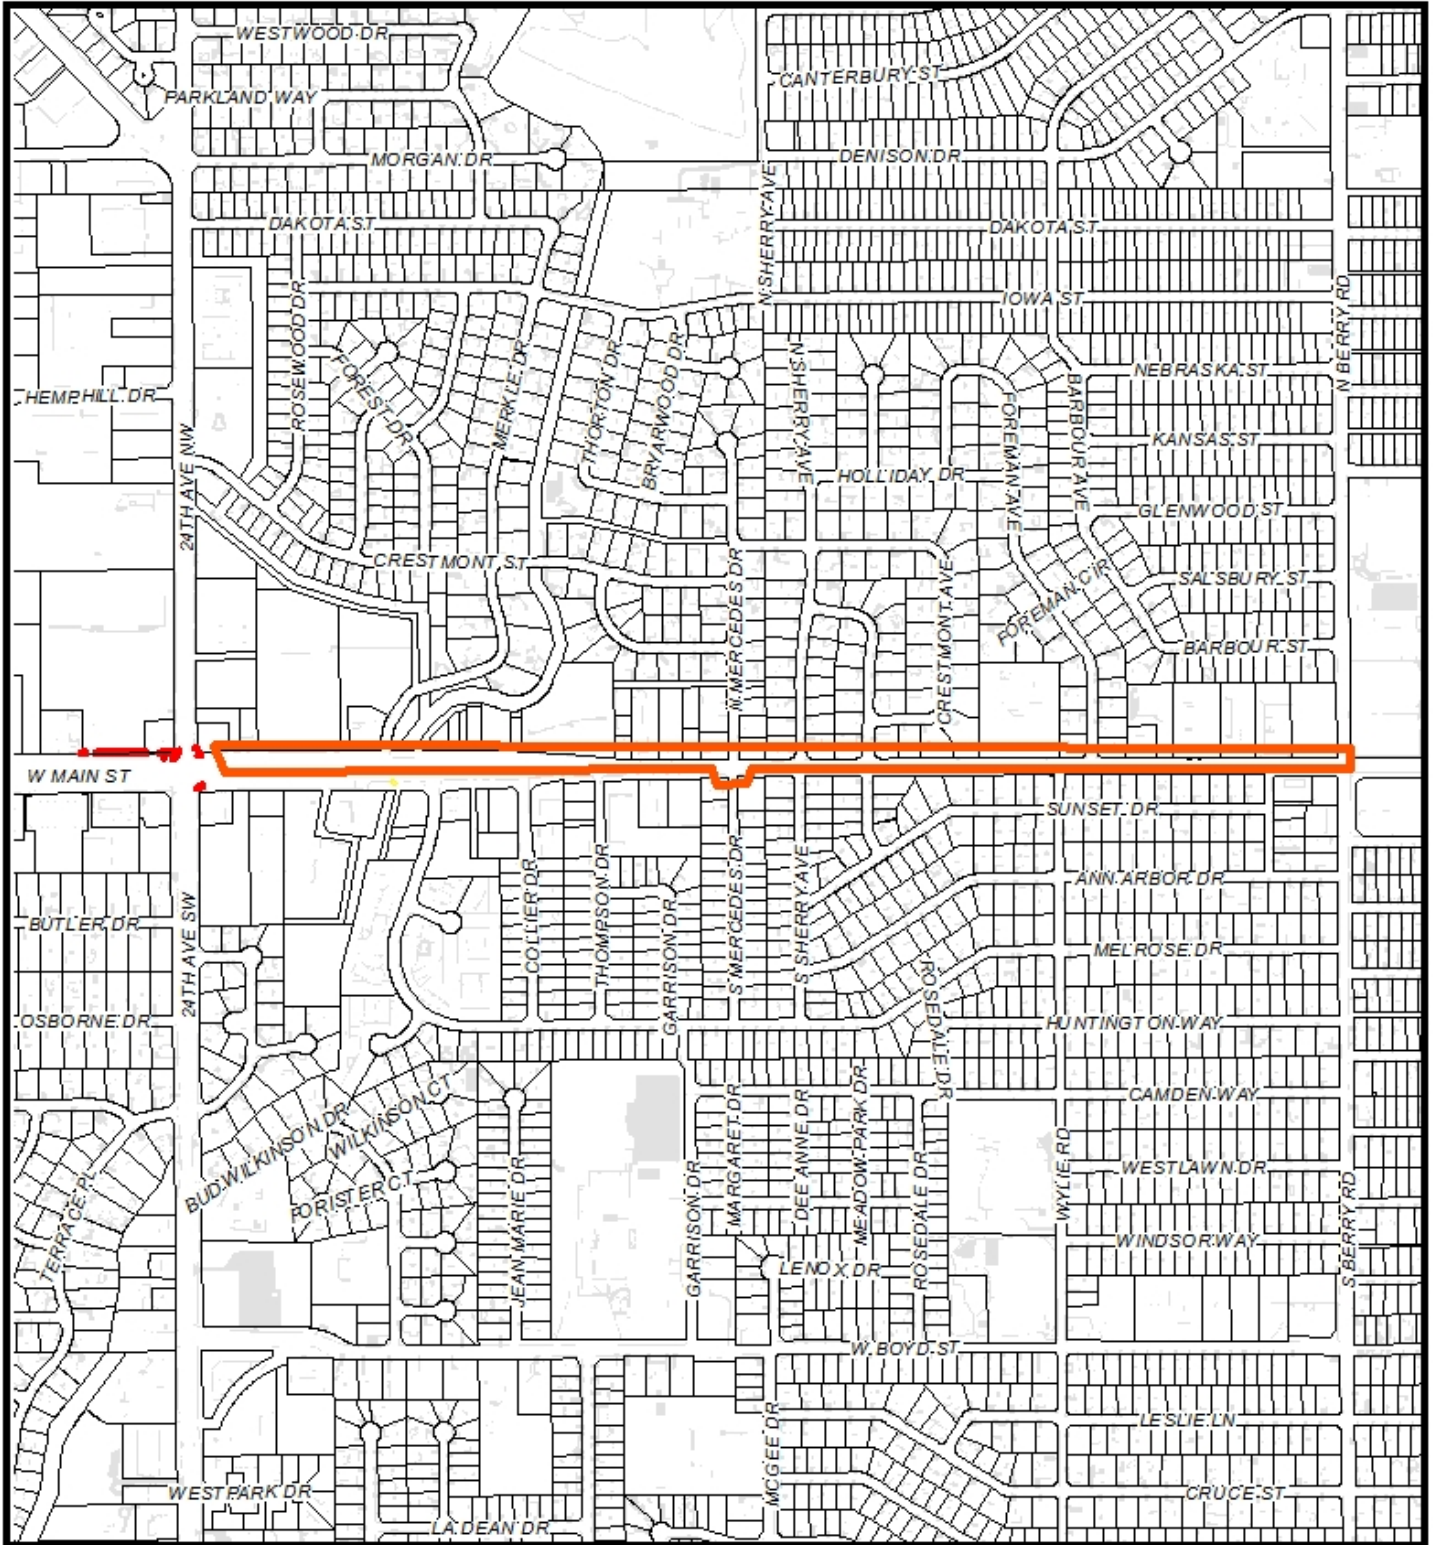 WESTWOOD DR
CANTERBURY ST
PARKLAND WAY
MORGAN DR
DENISON DR
N SHERRY AVE
DAKOTA ST
DAKOTA ST
IOWA ST
N BERRY RD
ROSEWOOD DR
FOREST DR
MERKLE DR
THORTON DR
BRYARWOOD DR
N SHERRY AVE
NEBRASKA ST
HEMPHILL DR
BARBOUR AVE
FOREMAN AVE
KANSAS ST
24TH AVE NW
HOLLIDAY DR
GLENWOOD ST
CRESTMONT ST
N MERCEDES DR
CRESTMONT AVE
FOREMAN CIR
SALSBURY ST
BARBOUR ST
W MAIN ST
SUNSET DR
24TH AVE SW
COLLIER DR
THOMPSON DR
GARRISON DR
S MERCEDES DR
S SHERRY AVE
ANN ARBOR DR
BUTLER DR
MELROSE DR
ROSEDALE DR
OSBORNE DR
HUNTINGTON WAY
CAMDEN WAY
BUD WILKINSON DR
WILKINSON CT
FORISTER CT
JEAN MARIE DR
GARRISON DR
MARGARET DR
DEE ANNE DR
MEADOW PARK DR
ROSEDALE DR
WYLIE RD
WESTLAWN DR
S BERRY RD
TERRACE PL
WINDSOR WAY
LENOX DR
W BOYD ST
MCGEE DR
LESLIE LN
WESTPARK DR
CRUCE ST
LA DEAN DR